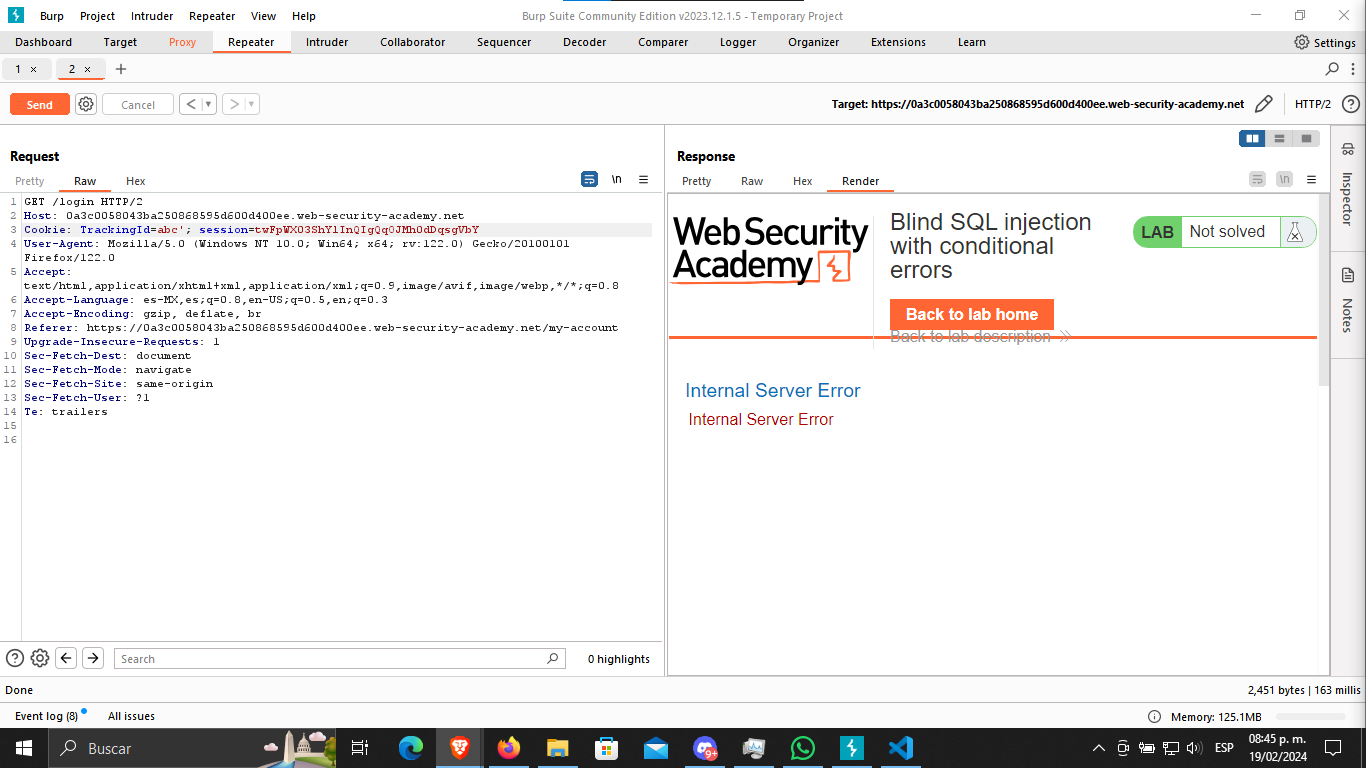 Burp Project Intruder Repeater View Help Burp Suite Community Edition v2023.12.1.5 - Temporary Project
Dashboard Target Proxy Repeater Intruder Collaborator Sequencer Decoder Comparer Logger Organizer Extensions Learn Settings
1 × 2 × +
Send Cancel < > Target: https://0a3c0058043ba250868595d600d400ee.web-security-academy.net HTTP/2
Request
Pretty Raw Hex \n
1 GET /login HTTP/2
2 Host: 0a3c0058043ba250868595d600d400ee.web-security-academy.net
3 Cookie: TrackingId=abc'; session=twFpWXO3ShYlInQIgQq0JMh0dDqsgVbY
4 User-Agent: Mozilla/5.0 (Windows NT 10.0; Win64; x64; rv:122.0) Gecko/20100101
Firefox/122.0
5 Accept:
text/html,application/xhtml+xml,application/xml;q=0.9,image/avif,image/webp,*/*;q=0.8
6 Accept-Language: es-MX,es;q=0.8,en-US;q=0.5,en;q=0.3
7 Accept-Encoding: gzip, deflate, br
8 Referer: https://0a3c0058043ba250868595d600d400ee.web-security-academy.net/my-account
9 Upgrade-Insecure-Requests: 1
10 Sec-Fetch-Dest: document
11 Sec-Fetch-Mode: navigate
12 Sec-Fetch-Site: same-origin
13 Sec-Fetch-User: ?1
14 Te: trailers
15
16
Search 0 highlights
Response
Pretty Raw Hex Render \n
Web Security
Academy
Blind SQL injection
with conditional
errors
LAB Not solved
Back to lab home
Back to lab description
Internal Server Error
Internal Server Error
Inspector
Notes
Done 2,451 bytes | 163 millis
Event log (8) All issues Memory: 125.1MB
Buscar 9+ ESP
08:45 p. m.
19/02/2024